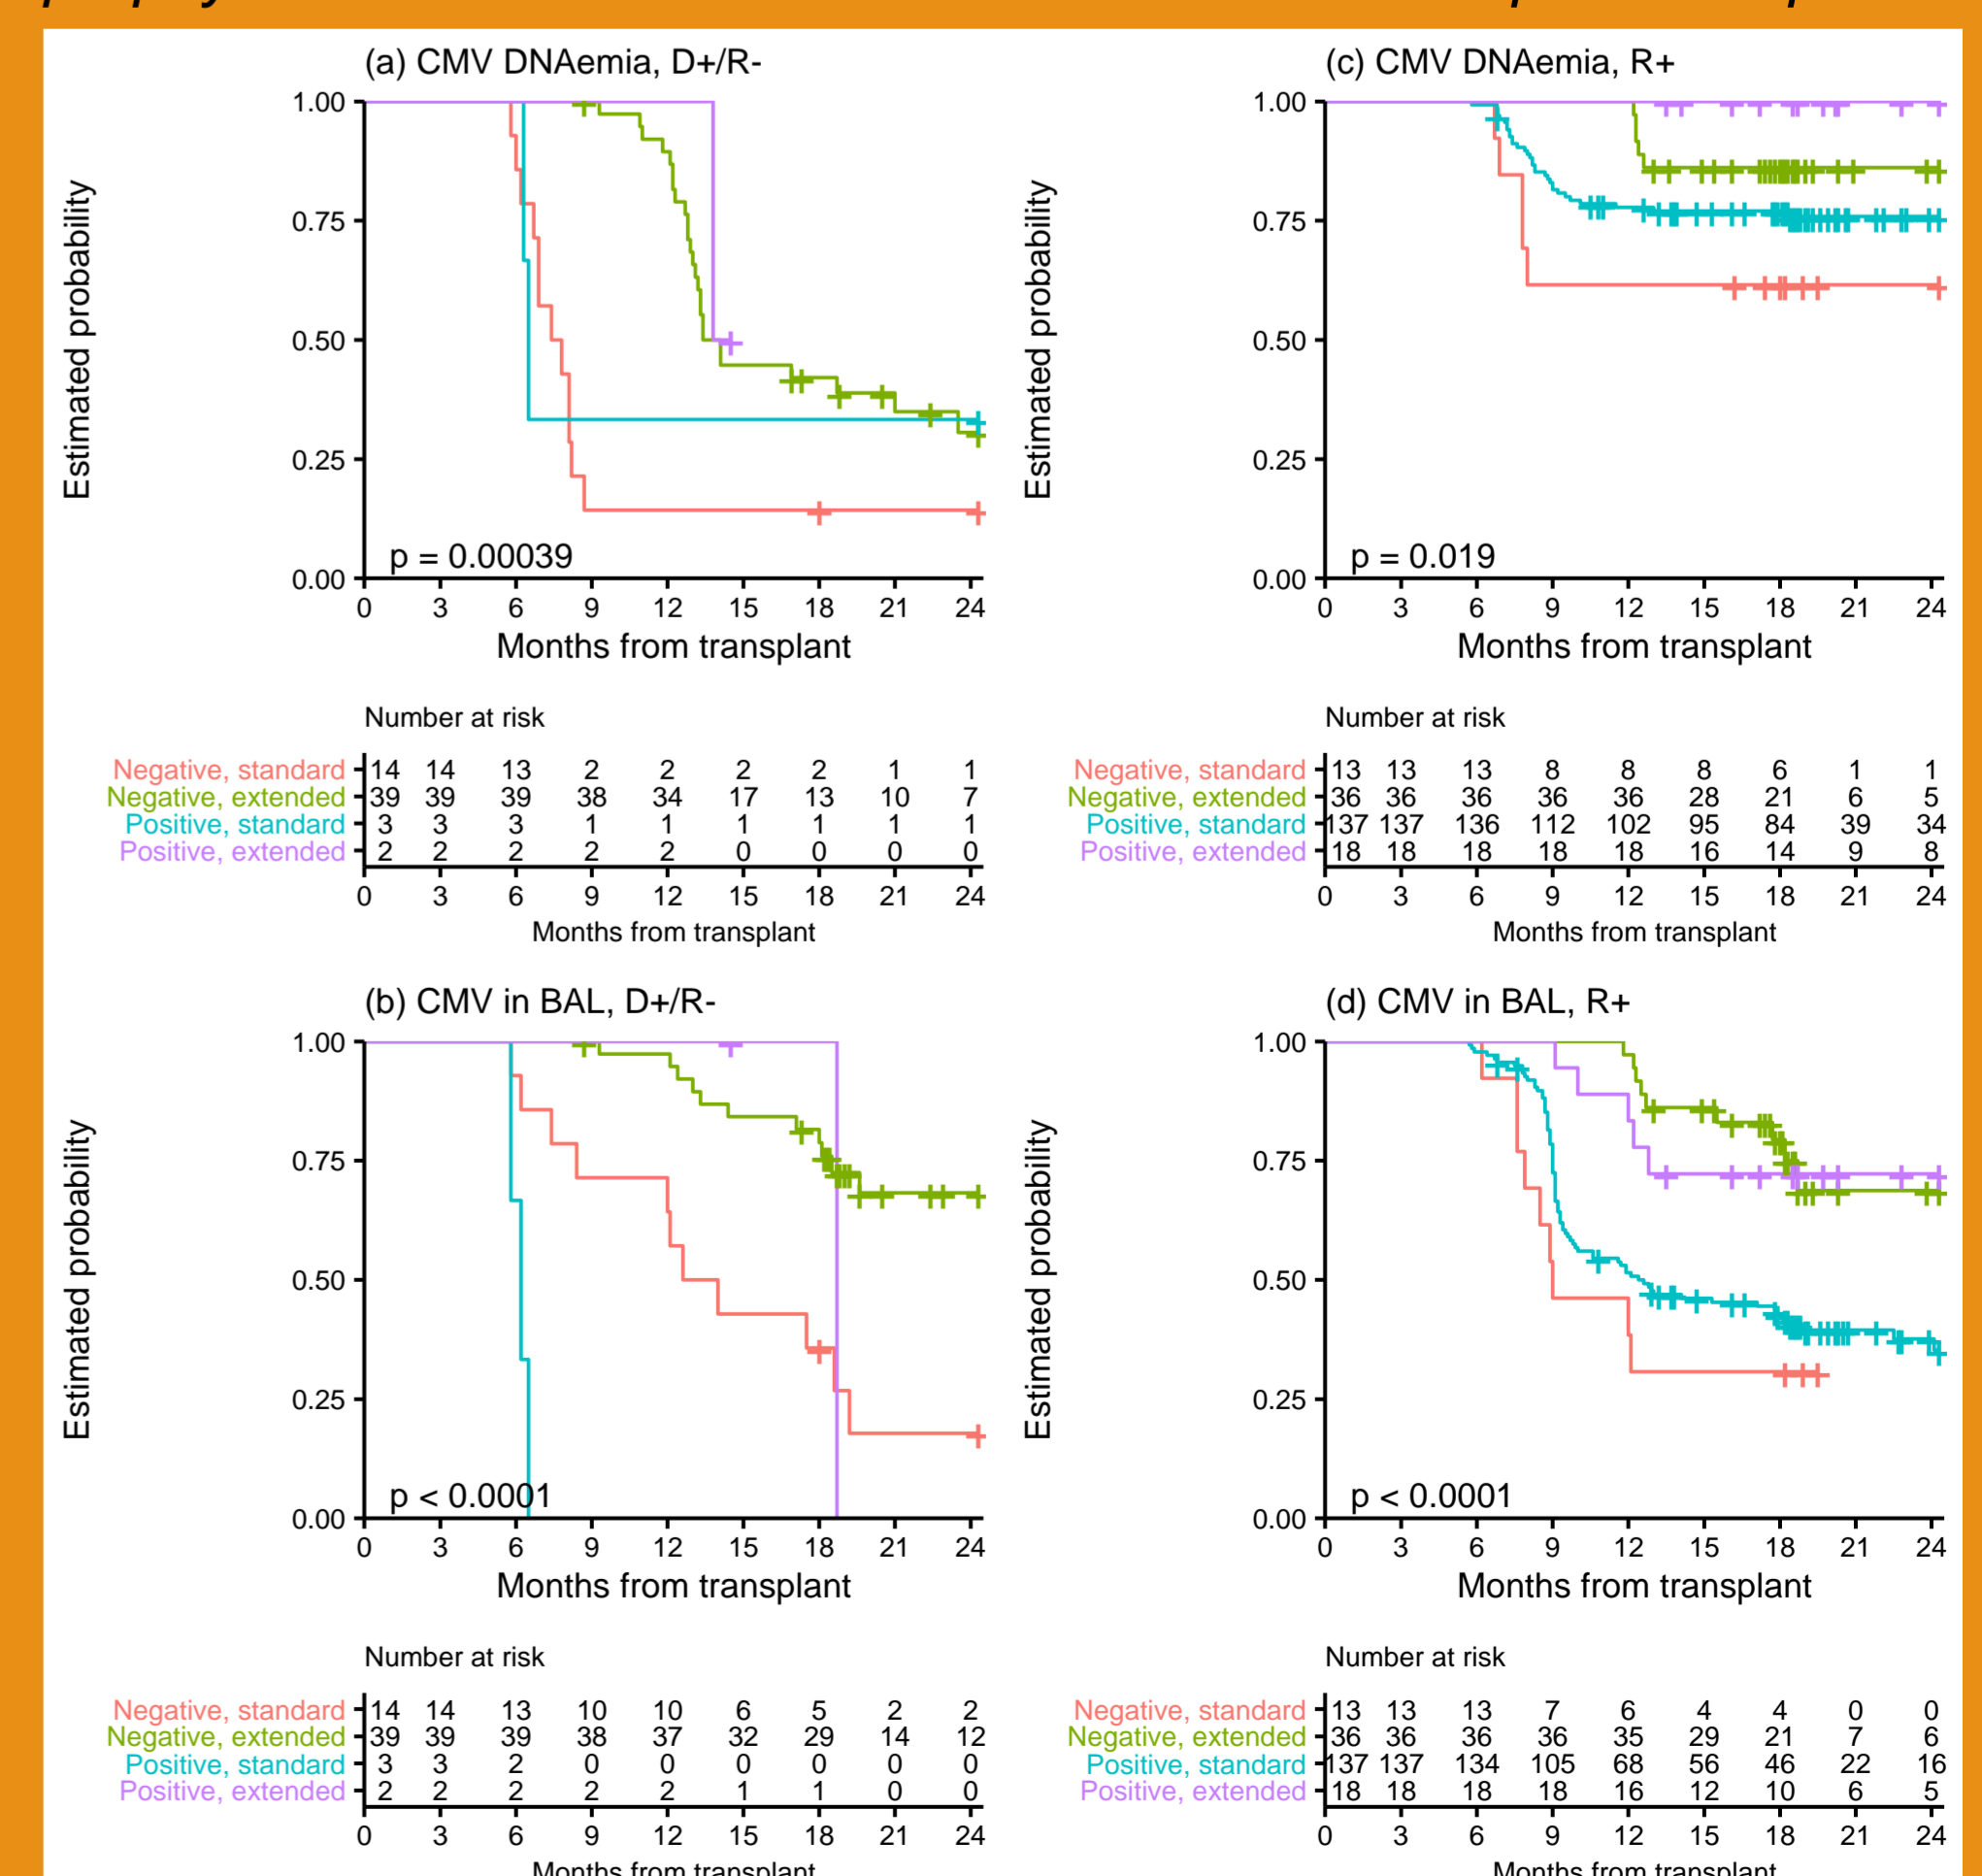 (a) CMV DNAemia, D+/R-
1.00
0.75
0.50
0.25
0.00
Estimated probability
p = 0.00039
0 3 6 9 12 15 18 21 24
Months from transplant
Number at risk
Negative, standard 14 14 13 2 2 2 2 1 1
Negative, extended 39 39 39 38 34 17 13 10 7
Positive, standard 3 3 3 1 1 1 1 1 1
Positive, extended 2 2 2 2 2 0 0 0 0
0 3 6 9 12 15 18 21 24
Months from transplant
(b) CMV in BAL, D+/R-
1.00
0.75
0.50
0.25
0.00
Estimated probability
p < 0.0001
0 3 6 9 12 15 18 21 24
Months from transplant
Number at risk
Negative, standard 14 14 13 10 10 6 5 2 2
Negative, extended 39 39 39 38 37 32 29 14 12
Positive, standard 3 3 2 0 0 0 0 0 0
Positive, extended 2 2 2 2 2 1 1 0 0
0 3 6 9 12 15 18 21 24
Months from transplant
(c) CMV DNAemia, R+
1.00
0.75
0.50
0.25
0.00
Estimated probability
p = 0.019
0 3 6 9 12 15 18 21 24
Months from transplant
Number at risk
Negative, standard 13 13 13 8 8 8 6 1 1
Negative, extended 36 36 36 36 36 28 21 6 5
Positive, standard 137 137 136 112 102 95 84 39 34
Positive, extended 18 18 18 18 18 16 14 9 8
0 3 6 9 12 15 18 21 24
Months from transplant
(d) CMV in BAL, R+
1.00
0.75
0.50
0.25
0.00
Estimated probability
p < 0.0001
0 3 6 9 12 15 18 21 24
Months from transplant
Number at risk
Negative, standard 13 13 13 7 6 4 4 0 0
Negative, extended 36 36 36 36 35 29 21 7 6
Positive, standard 137 137 134 105 68 56 46 22 16
Positive, extended 18 18 18 18 16 12 10 6 5
0 3 6 9 12 15 18 21 24
Months from transplant